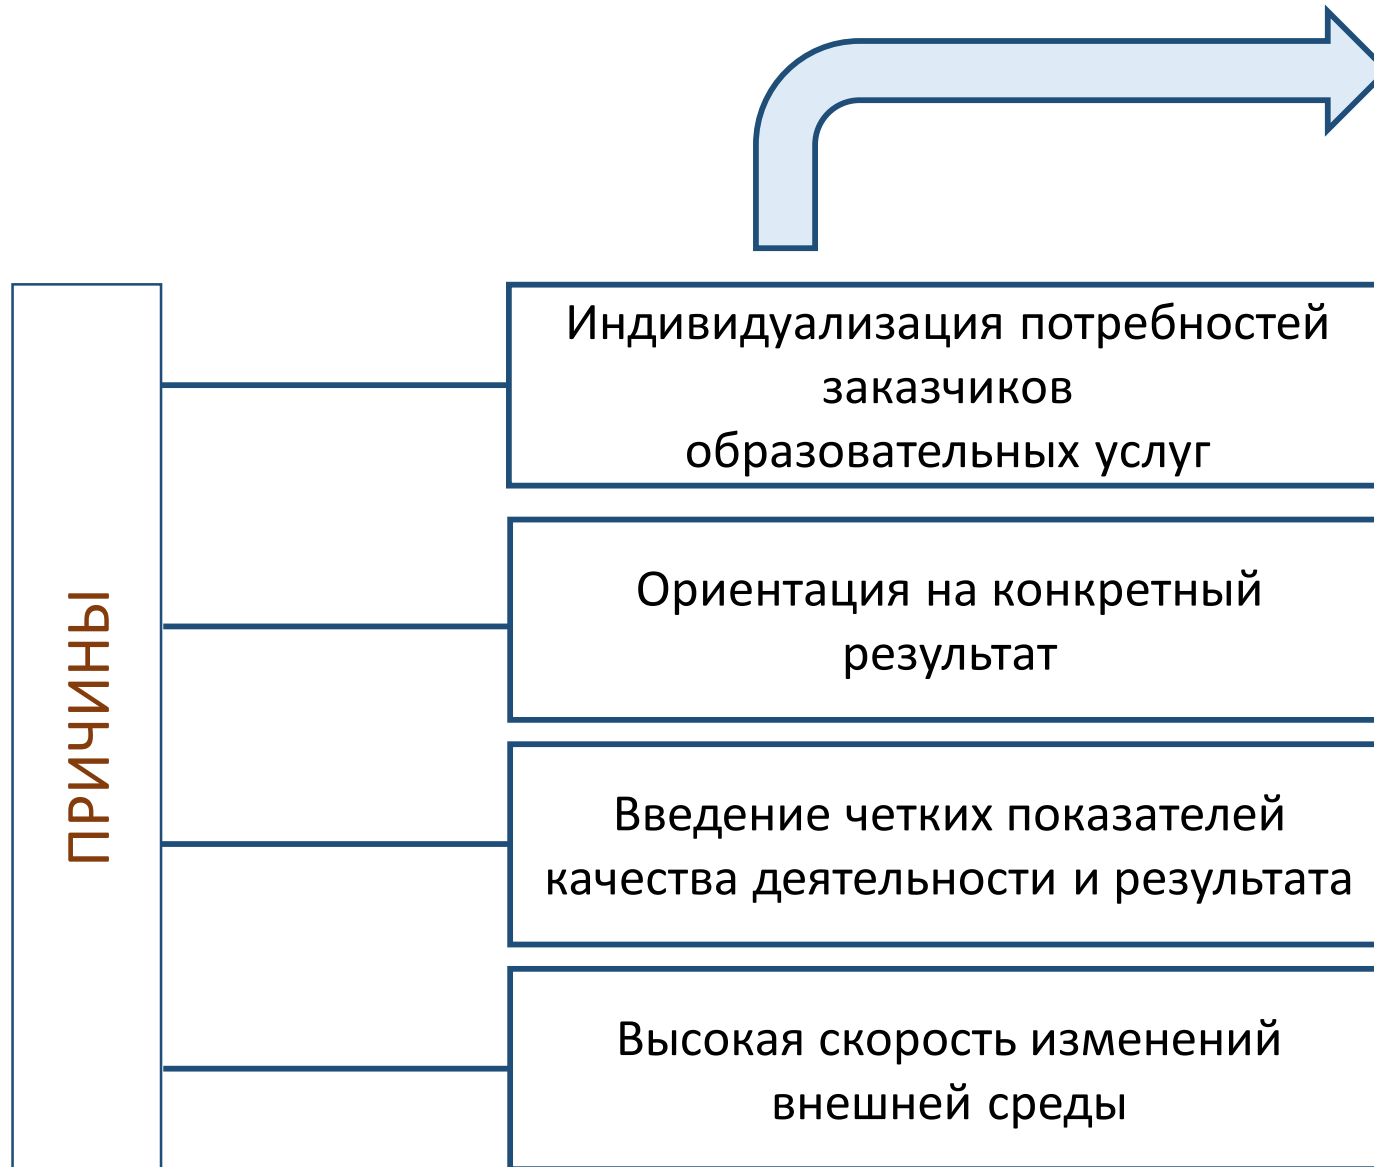 ПРИЧИНЫ
Индивидуализация потребностей
заказчиков
образовательных услуг
Ориентация на конкретный
результат
Введение четких показателей
качества деятельности и результата
Высокая скорость изменений
внешней среды